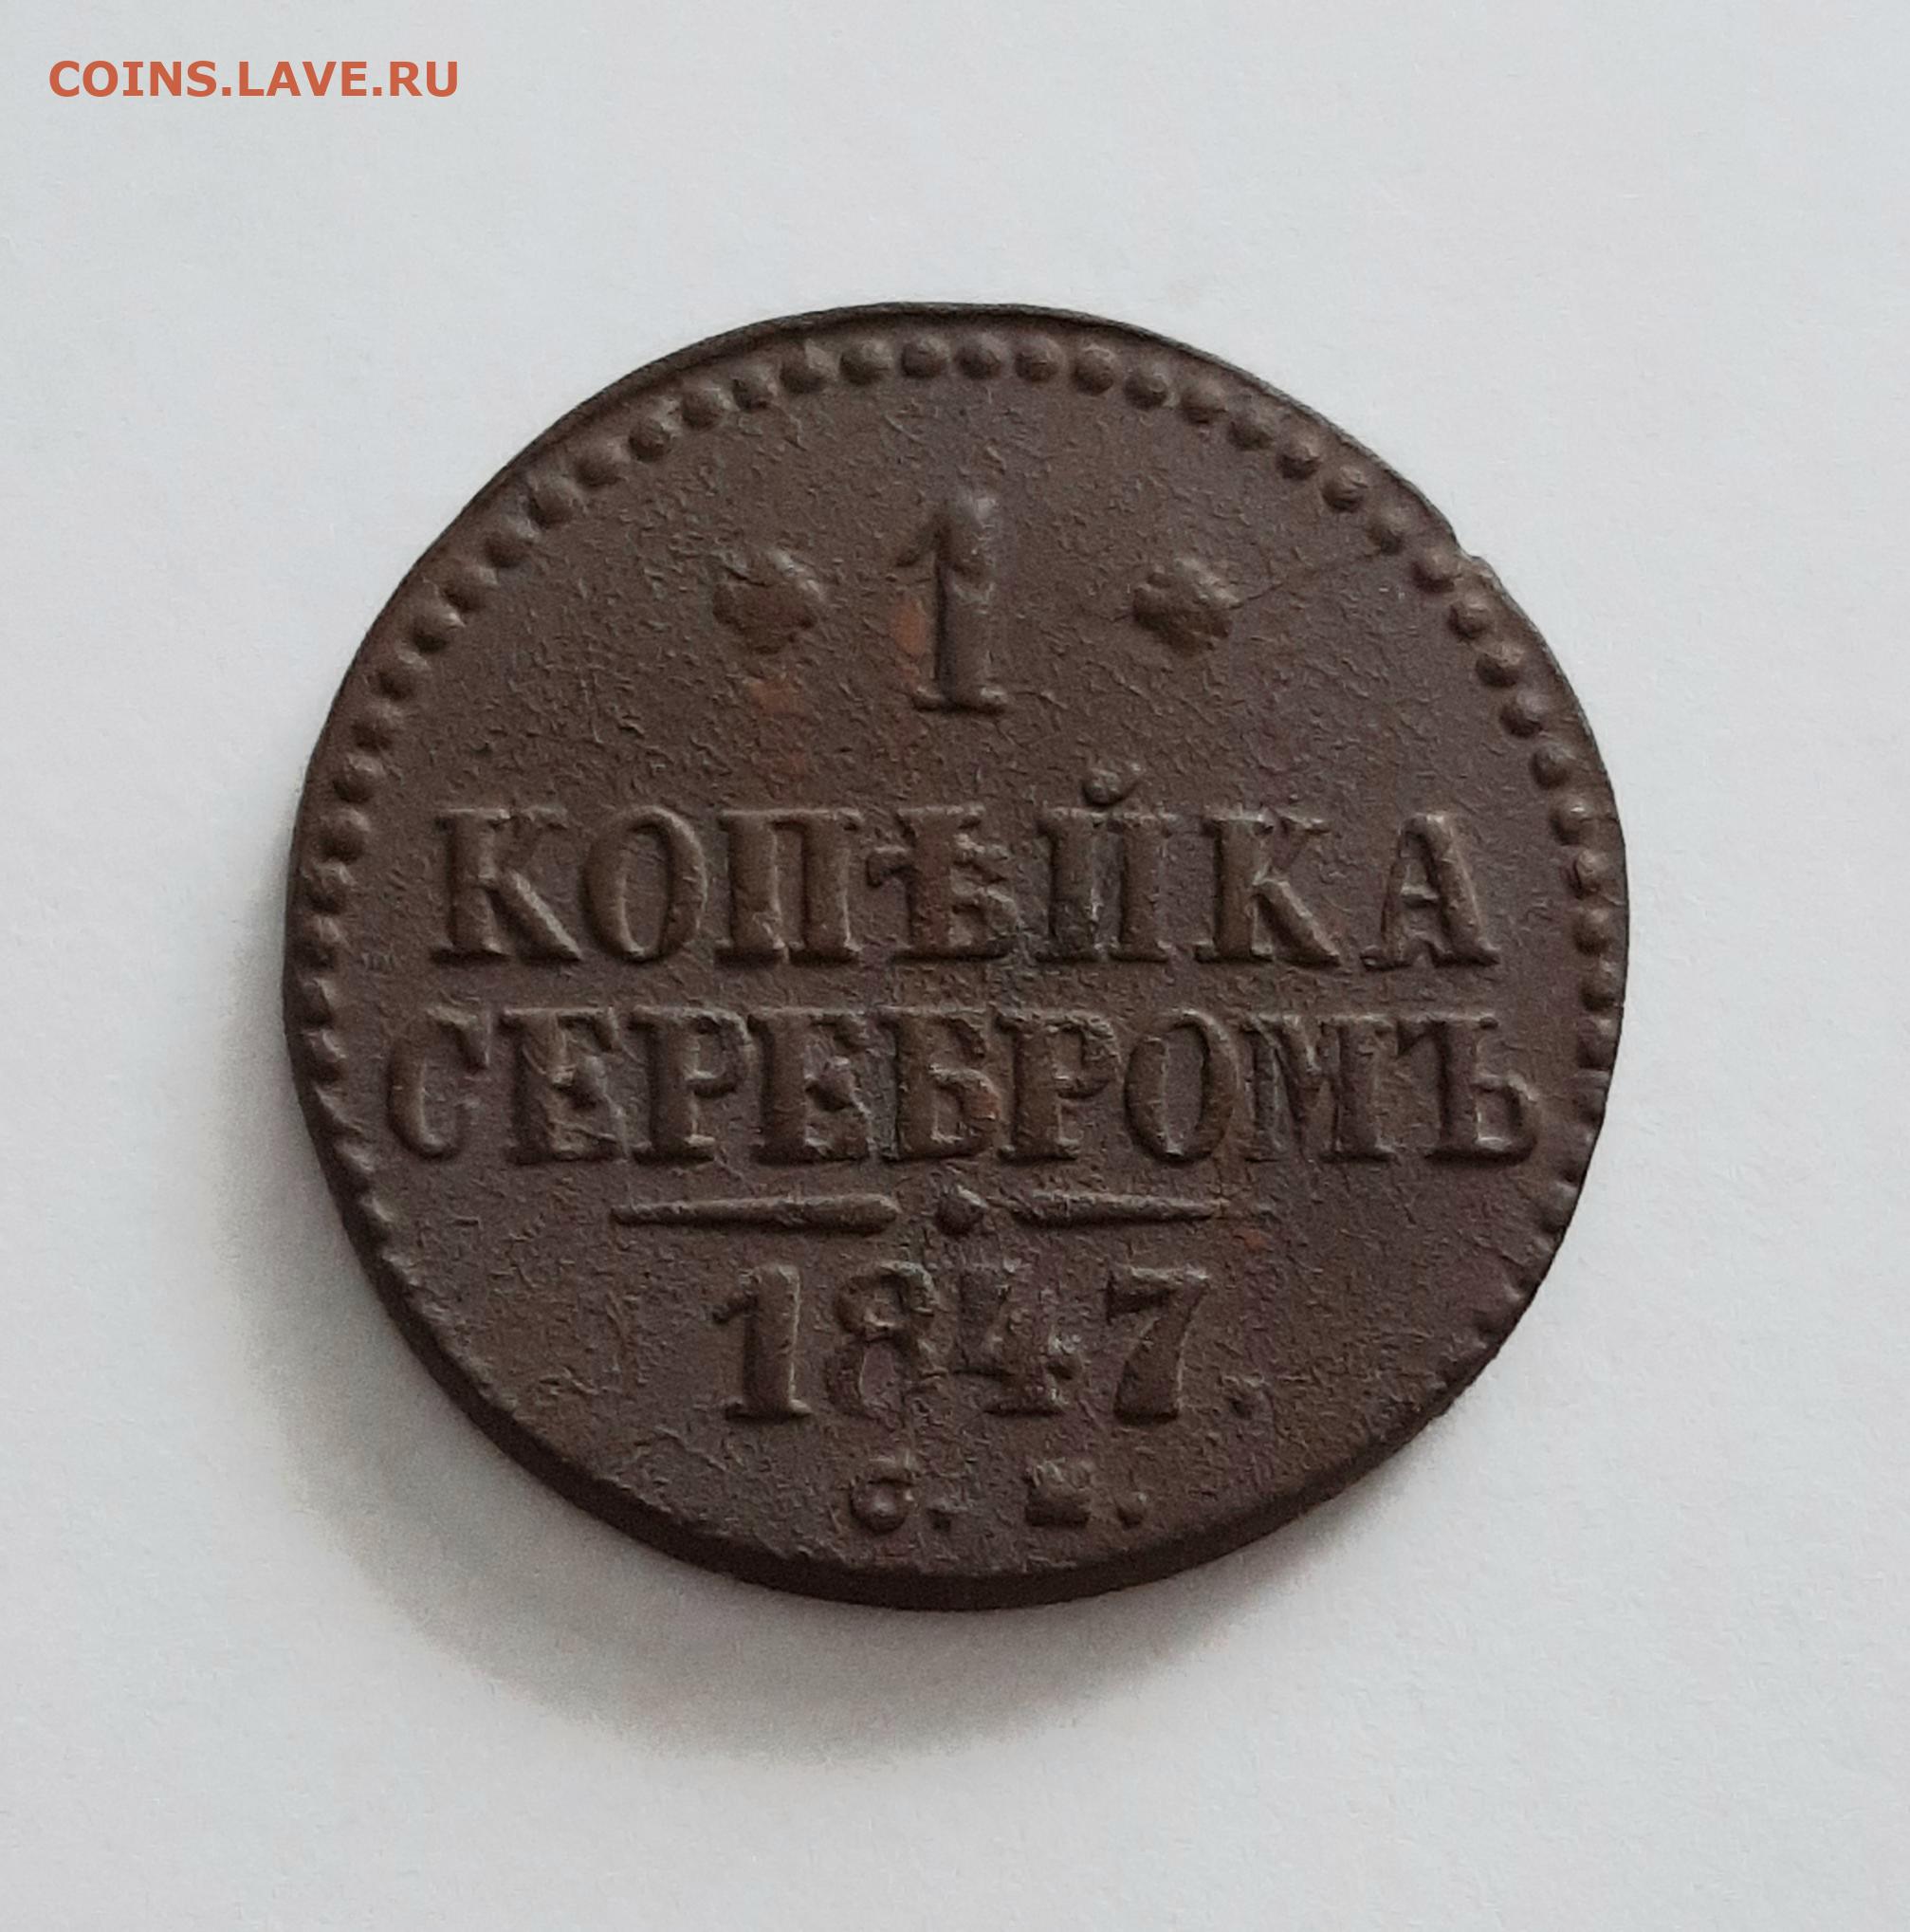 COINS.LAVE.RU
1
КОПѢЙКА
СЕРЕБРОМЪ
1847.
С. М.